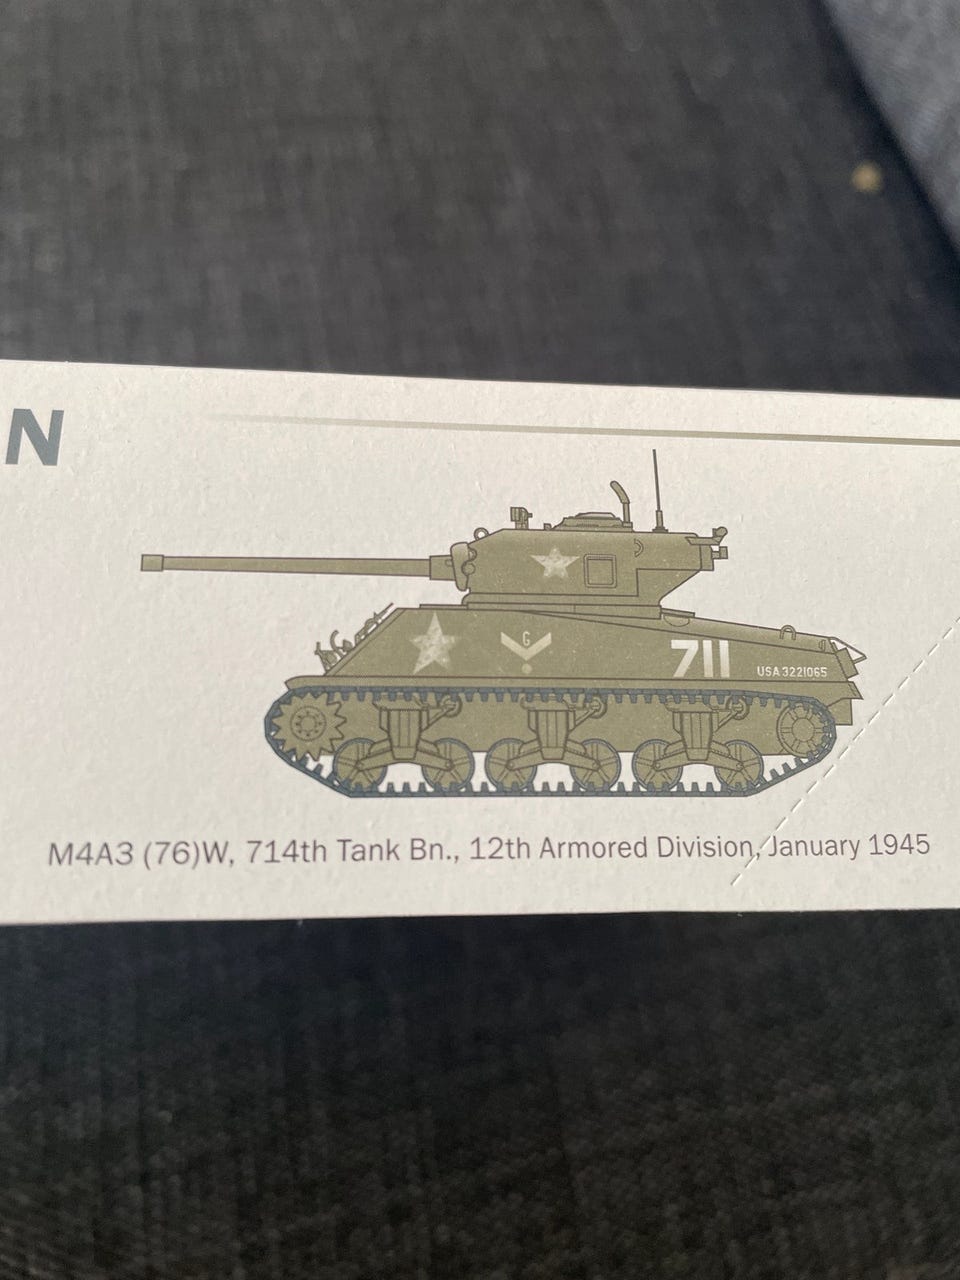 N
G
711
USA 3221065
M4A3 (76)W, 714th Tank Bn., 12th Armored Division, January 1945